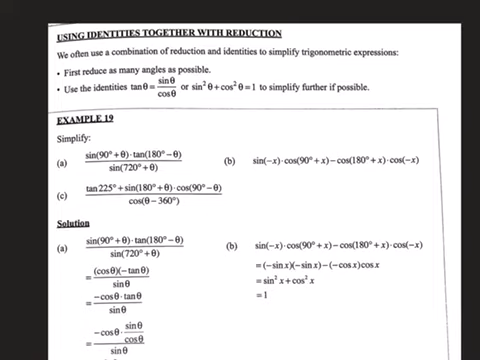 USING IDENTITIES TOGETHER WITH REDUCTION
We often use a combination of reduction and identities to simplify trigonometric expressions:
• First reduce as many angles as possible.
• Use the identities tanθ = sinθ/cosθ or sin²θ + cos²θ = 1 to simplify further if possible.
EXAMPLE 19
Simplify:
(a) sin(90° + θ)·tan(180° − θ) / sin(720° + θ) (b) sin(−x)·cos(90° + x) − cos(180° + x)·cos(−x)
(c) tan 225° + sin(180° + θ)·cos(90° − θ) / cos(θ − 360°)
Solution
(a) sin(90° + θ)·tan(180° − θ) / sin(720° + θ) (b) sin(−x)·cos(90° + x) − cos(180° + x)·cos(−x)
= (cosθ)(−tanθ) / sinθ = (−sin x)(−sin x) − (−cos x)cos x
= −cosθ·tanθ / sinθ = sin² x + cos² x
= 1
= −cosθ· sinθ/cosθ / sinθ